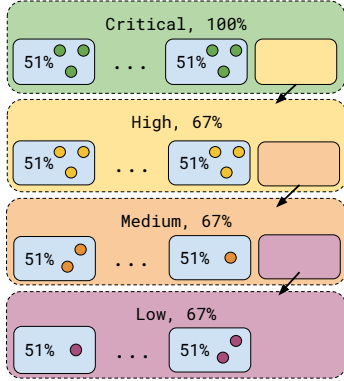 Critical, 100%
51% ... 51%
High, 67%
51% ... 51%
Medium, 67%
51% ... 51%
Low, 67%
51% ... 51%